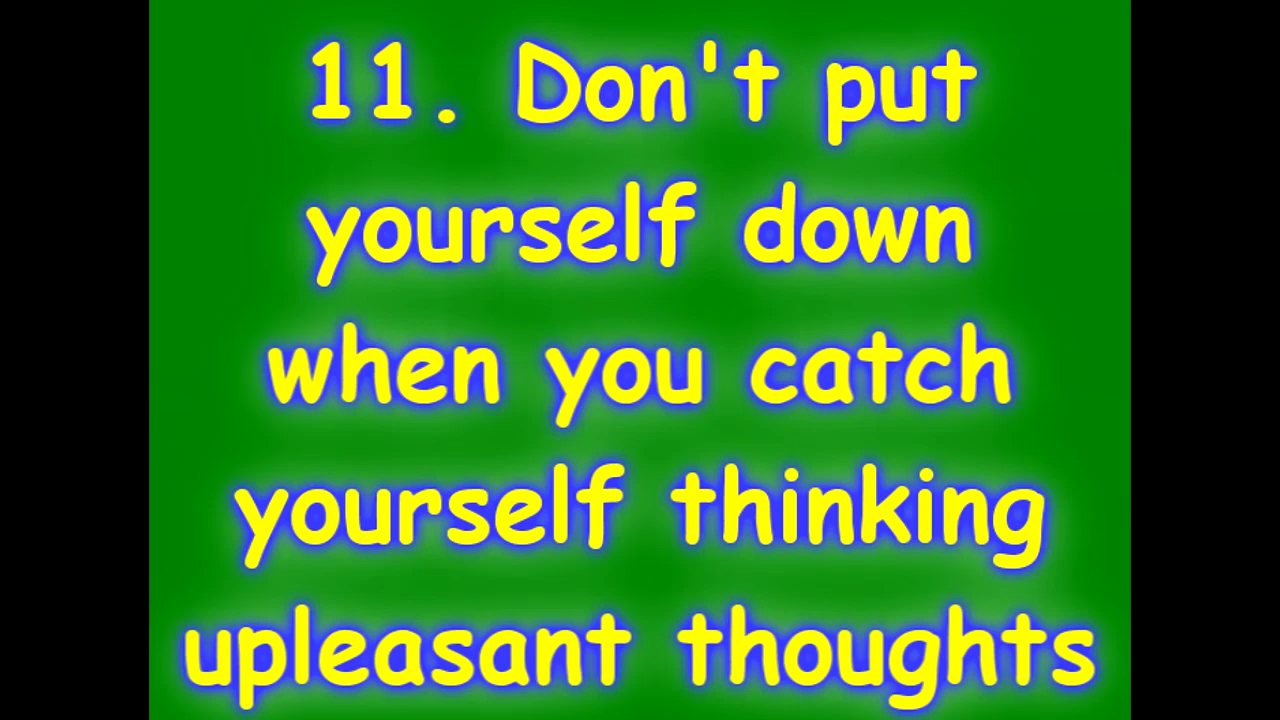 11. Don't put
yourself down
when you catch
yourself thinking
upleasant thoughts